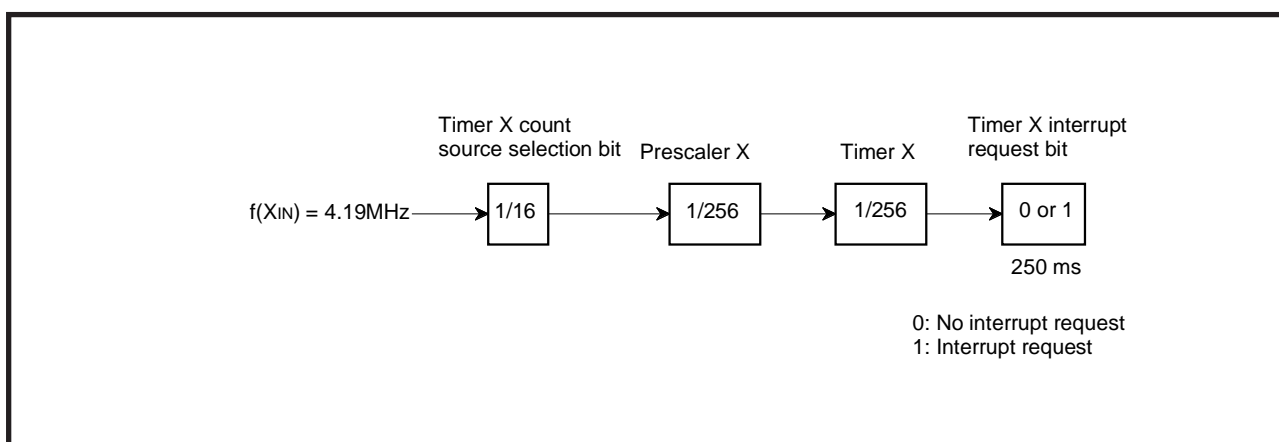 Timer X count
source selection bit
Prescaler X
Timer X
Timer X interrupt
request bit
f(XIN) = 4.19MHz
1/16
1/256
1/256
0 or 1
250 ms
0: No interrupt request
1: Interrupt request